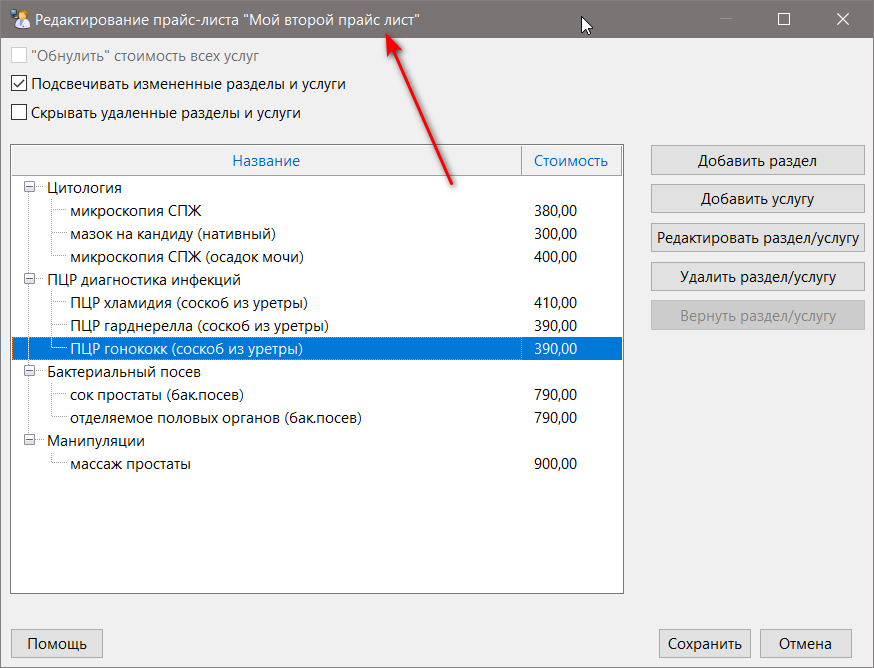 Редактирование прайс-листа "Мой второй прайс лист"
"Обнулить" стоимость всех услуг
Подсвечивать измененные разделы и услуги
Скрывать удаленные разделы и услуги
Название Стоимость
Цитология
микроскопия СПЖ 380,00
мазок на кандиду (нативный) 300,00
микроскопия СПЖ (осадок мочи) 400,00
ПЦР диагностика инфекций
ПЦР хламидия (соскоб из уретры) 410,00
ПЦР гарднерелла (соскоб из уретры) 390,00
ПЦР гонококк (соскоб из уретры) 390,00
Бактериальный посев
сок простаты (бак.посев) 790,00
отделяемое половых органов (бак.посев) 790,00
Манипуляции
массаж простаты 900,00
Добавить раздел
Добавить услугу
Редактировать раздел/услугу
Удалить раздел/услугу
Вернуть раздел/услугу
Помощь
Сохранить
Отмена